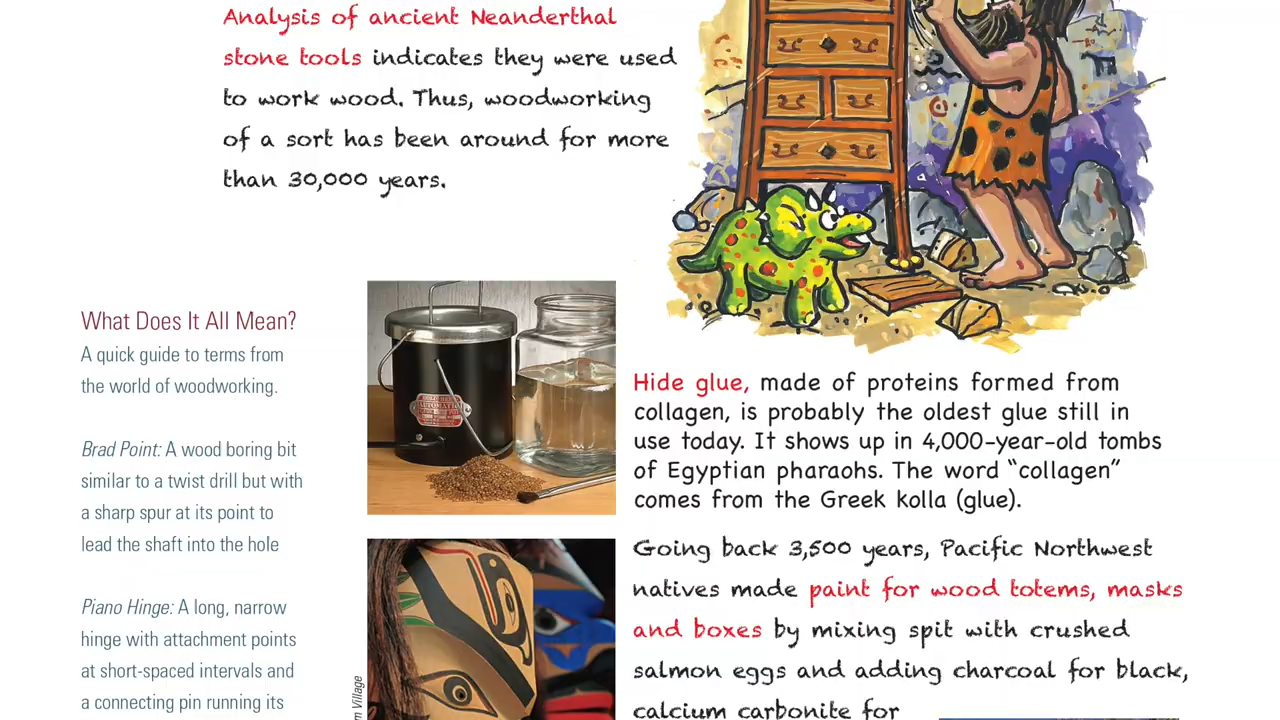 Analysis of ancient Neanderthal
stone tools indicates they were used
to work wood. Thus, woodworking
of a sort has been around for more
than 30,000 years.
What Does It All Mean?
A quick guide to terms from
the world of woodworking.
Brad Point: A wood boring bit
similar to a twist drill but with
a sharp spur at its point to
lead the shaft into the hole
Piano Hinge: A long, narrow
hinge with attachment points
at short-spaced intervals and
a connecting pin running its
AUTOMATIC
Hide glue, made of proteins formed from
collagen, is probably the oldest glue still in
use today. It shows up in 4,000-year-old tombs
of Egyptian pharaohs. The word “collagen”
comes from the Greek kolla (glue).
Going back 3,500 years, Pacific Northwest
natives made paint for wood totems, masks
and boxes by mixing spit with crushed
salmon eggs and adding charcoal for black,
calcium carbonite for
Village